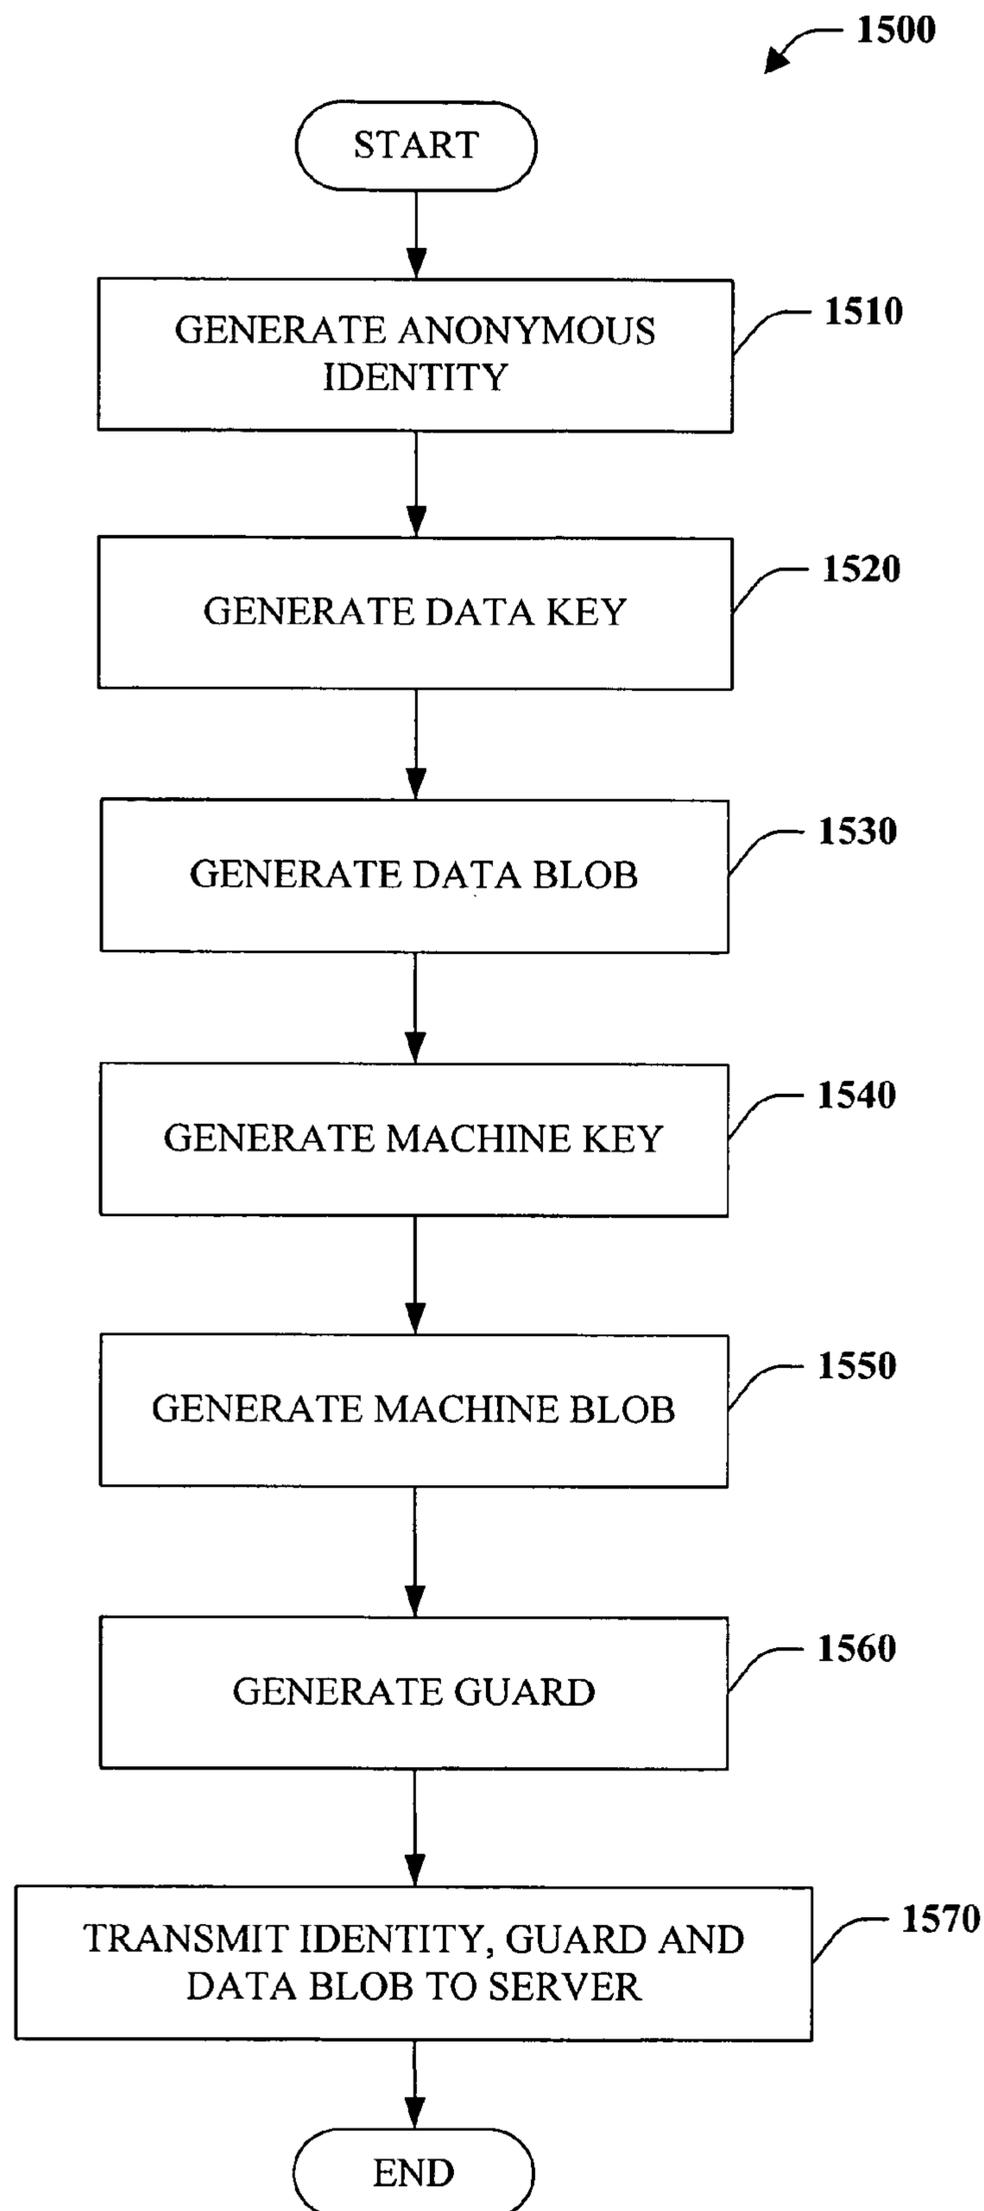 1500
START
GENERATE ANONYMOUS
IDENTITY
1510
GENERATE DATA KEY
1520
GENERATE DATA BLOB
1530
GENERATE MACHINE KEY
1540
GENERATE MACHINE BLOB
1550
GENERATE GUARD
1560
TRANSMIT IDENTITY, GUARD AND
DATA BLOB TO SERVER
1570
END